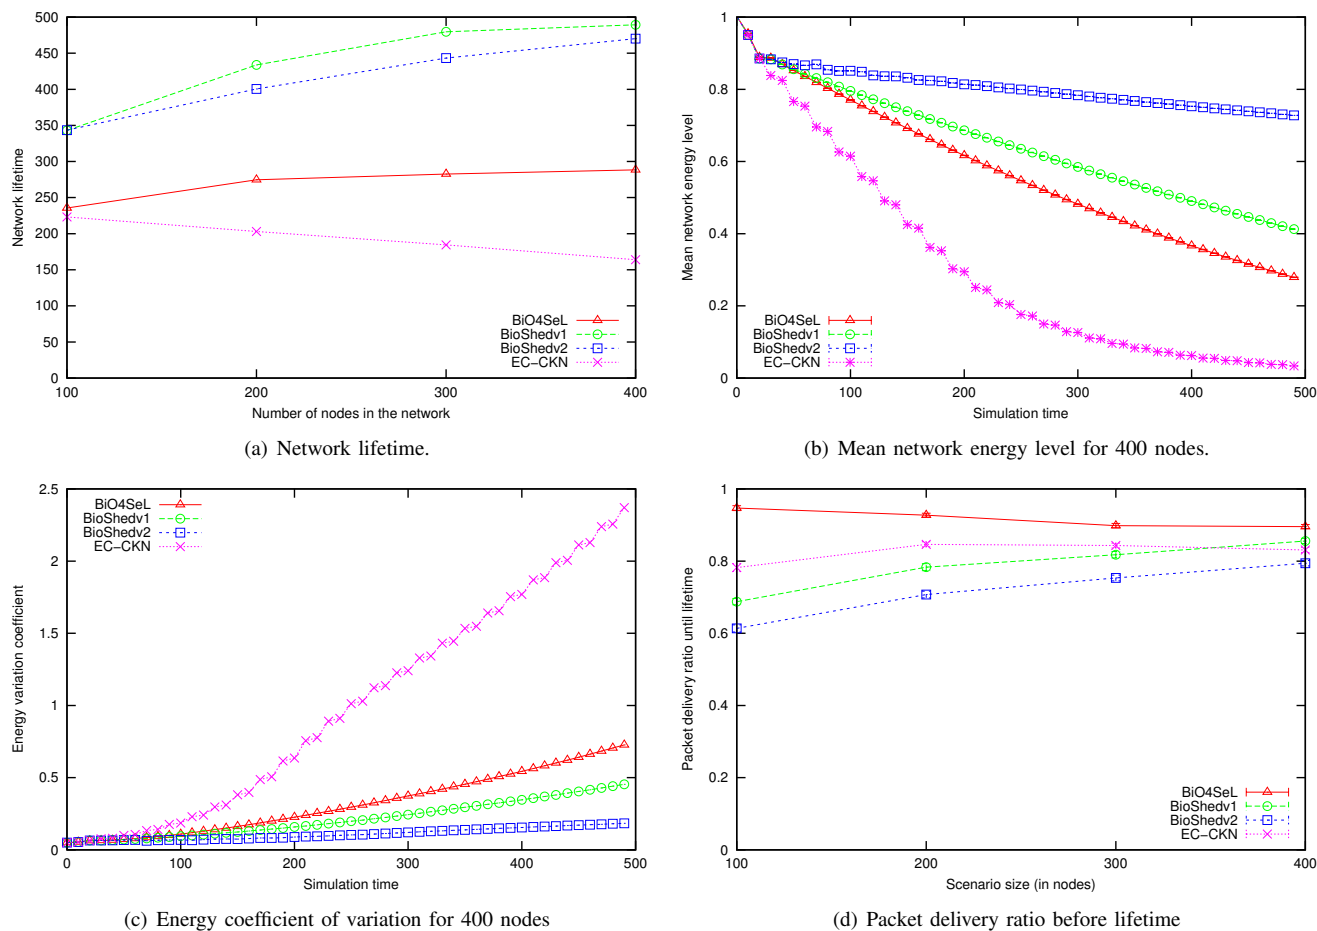 500
450
400
350
300
250
200
150
100
50
0
100
200
300
400
Network lifetime
Number of nodes in the network
BiO4SeL
BioShedv1
BioShedv2
EC−CKN
(a) Network lifetime.
1
0.8
0.6
0.4
0.2
0
0
100
200
300
400
500
Mean network energy level
Simulation time
BiO4SeL
BioShedv1
BioShedv2
EC−CKN
(b) Mean network energy level for 400 nodes.
2.5
2
1.5
1
0.5
0
0
100
200
300
400
500
Energy variation coefficient
Simulation time
BiO4SeL
BioShedv1
BioShedv2
EC−CKN
(c) Energy coefficient of variation for 400 nodes
1
0.8
0.6
0.4
0.2
0
100
200
300
400
Packet delivery ratio until lifetime
Scenario size (in nodes)
BiO4SeL
BioShedv1
BioShedv2
EC−CKN
(d) Packet delivery ratio before lifetime